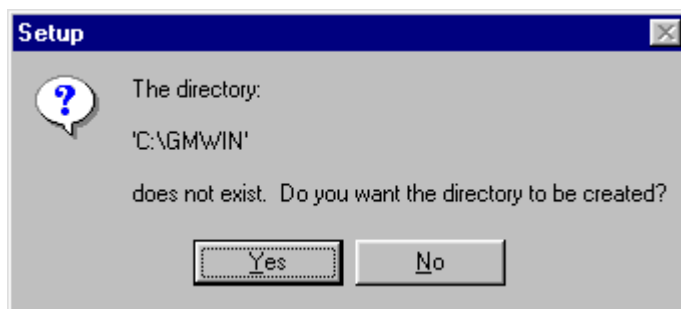 Setup
The directory:
'C:\GMWIN'
does not exist.  Do you want the directory to be created?
Yes
No